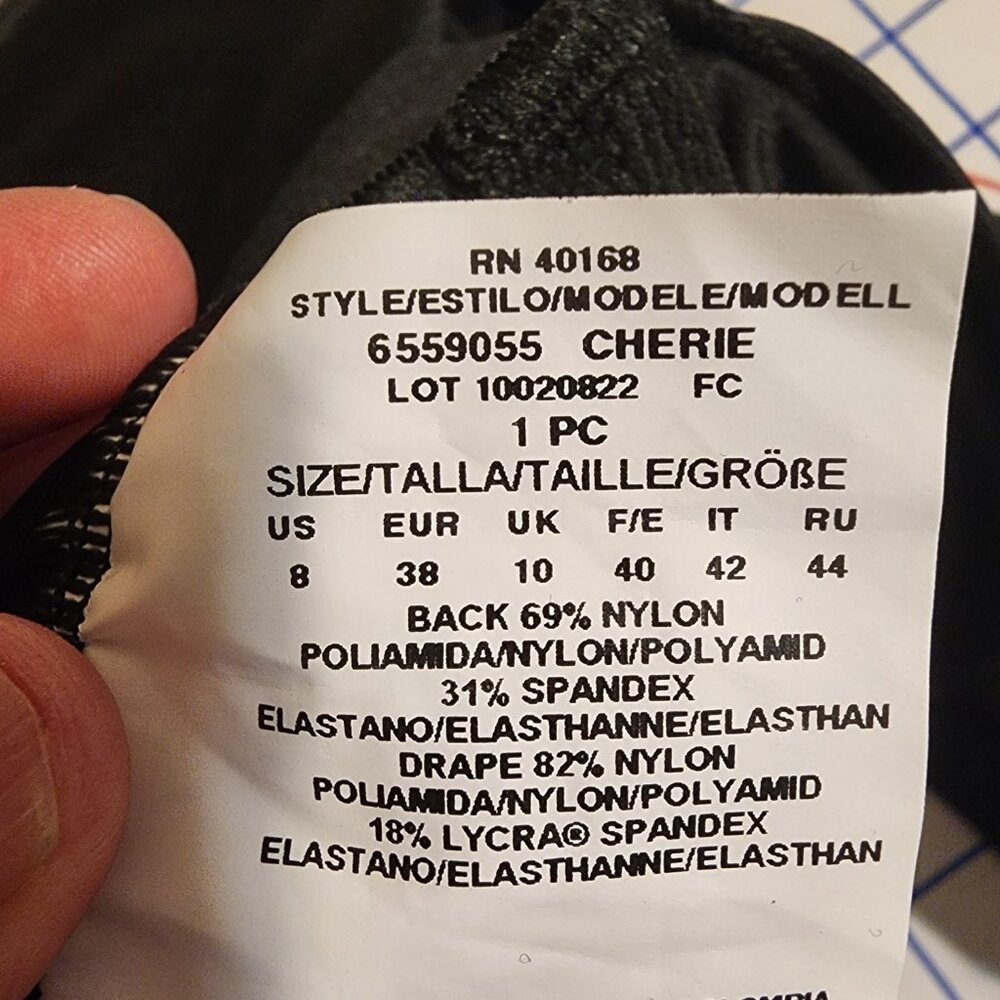 RN 40168
STYLE/ESTILO/MODELE/MODELL
6559055 CHERIE
LOT 10020822 FC
1 PC
SIZE/TALLA/TAILLE/GRÖßE
US EUR UK F/E IT RU
8 38 10 40 42 44
BACK 69% NYLON
POLIAMIDA/NYLON/POLYAMID
31% SPANDEX
ELASTANO/ELASTHANNE/ELASTHAN
DRAPE 82% NYLON
POLIAMIDA/NYLON/POLYAMID
18% LYCRA® SPANDEX
ELASTANO/ELASTHANNE/ELASTHAN